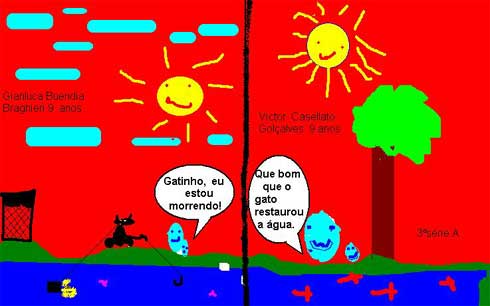 Gianluca Buendia
Braghieri 9 anos
Gatinho, eu
estou
morrendo!
Victor Casellato
Golçalves 9 anos
Que bom
que o
gato
restaurou
a água.
3ªsérie A